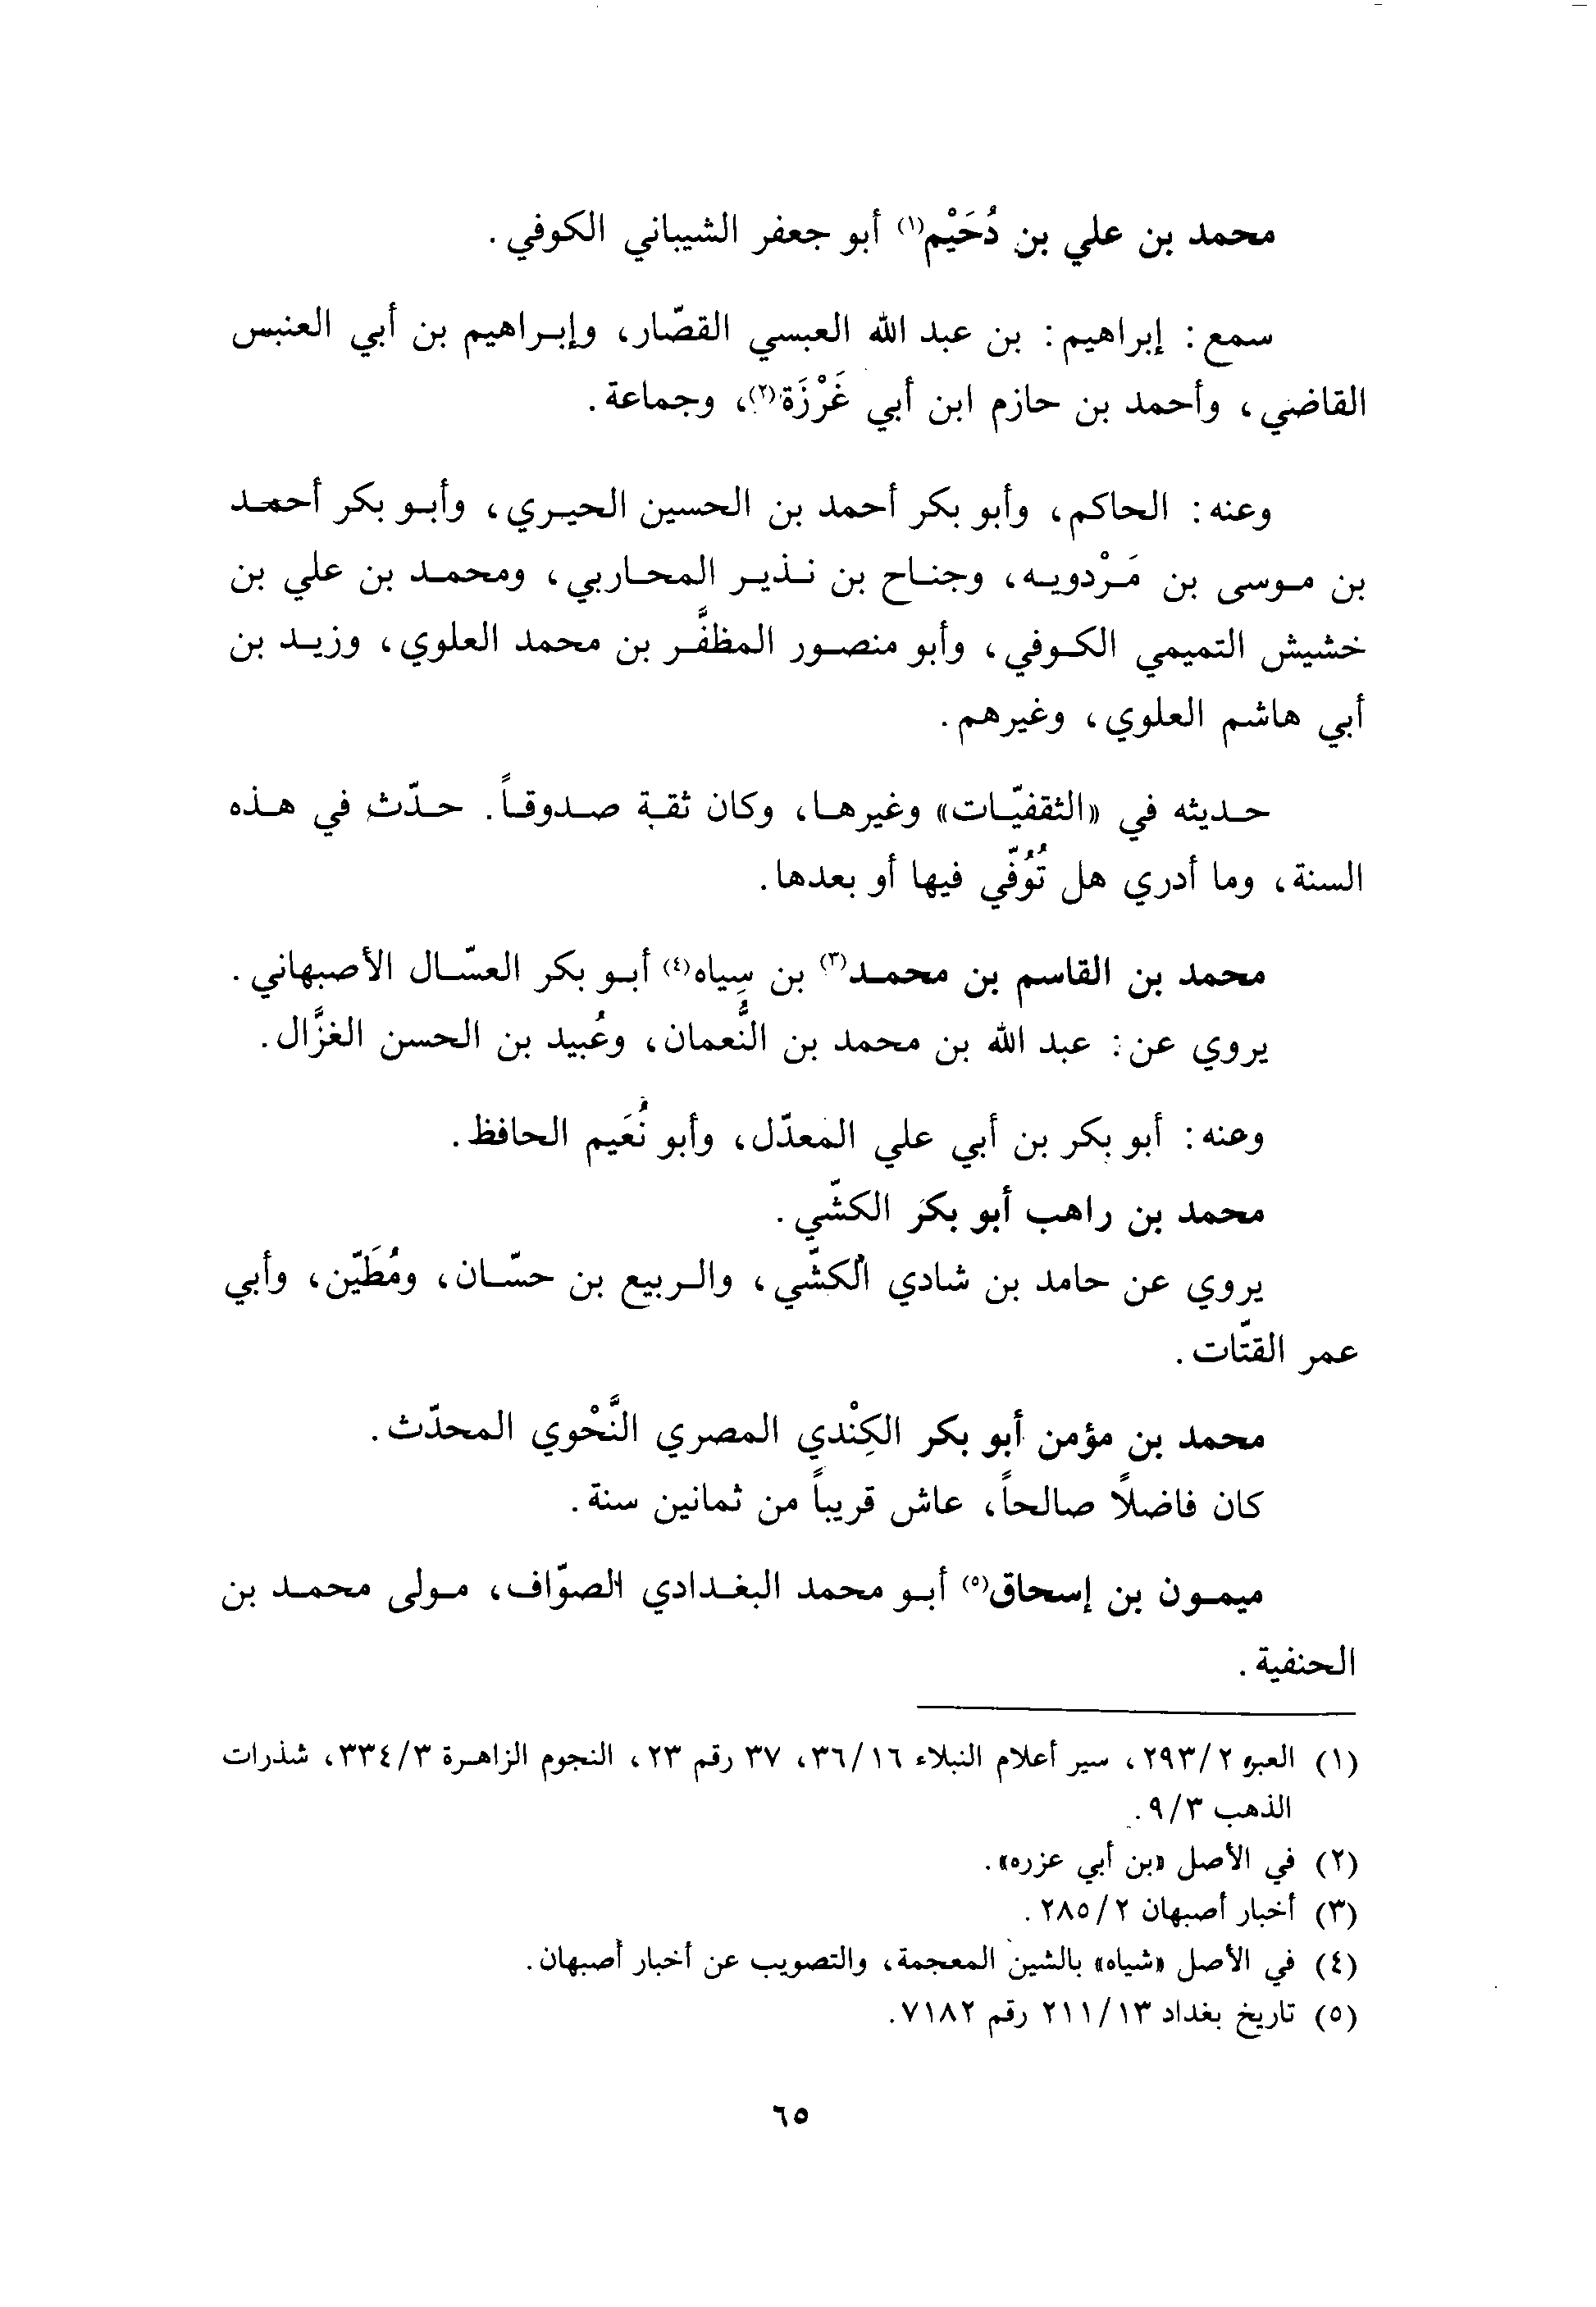 محمد بن علي بن دُحَيْم(١) أبو جعفر الشيباني الكوفي.
سمع: إبراهيم: بن عبد الله العبسي القصّار، وإبراهيم بن أبي العنبس
القاضي، وأحمد بن حازم ابن أبي غَرْزَة(٢)، وجماعة.
وعنه: الحاكم، وأبو بكر أحمد بن الحسين الحيري، وأبو بكر أحمد
بن موسى بن مَرْدويه، وجناح بن نذير المحاربي، ومحمد بن علي بن
خشيش التميمي الكوفي، وأبو منصور المظفَّر بن محمد العلوي، وزيد بن
أبي هاشم العلوي، وغيرهم.
حديثه في «الثقفيّات» وغيرها، وكان ثقة صدوقاً. حدّث في هذه
السنة، وما أدري هل تُوُفّي فيها أو بعدها.
محمد بن القاسم بن محمد(٣) بن سِياه(٤) أبو بكر العسّال الأصبهاني.
يروي عن: عبد الله بن محمد بن النُّعمان، وعُبيد بن الحسن الغزَّال.
وعنه: أبو بكر بن أبي علي المعدّل، وأبو نُعَيم الحافظ.
محمد بن راهب أبو بكر الكشّي.
يروي عن حامد بن شادي الكشّي، والربيع بن حسّان، ومُطَيّن، وأبي
عمر القتّات.
محمد بن مؤمن أبو بكر الكِنْدي المصري النَّحْوي المحدّث.
كان فاضلاً صالحاً، عاش قريباً من ثمانين سنة.
ميمون بن إسحاق(٥) أبو محمد البغدادي الصوّاف، مولى محمد بن
الحنفية.
(١) العبر ٢٩٣/٢، سير أعلام النبلاء ٣٦/١٦، ٣٧ رقم ٢٣، النجوم الزاهرة ٣٣٤/٣، شذرات
الذهب ٩/٣.
(٢) في الأصل «بن أبي عزره».
(٣) أخبار أصبهان ٢٨٥/٢.
(٤) في الأصل «شياه» بالشين المعجمة، والتصويب عن أخبار أصبهان.
(٥) تاريخ بغداد ٢١١/١٣ رقم ٧١٨٢.
٦٥